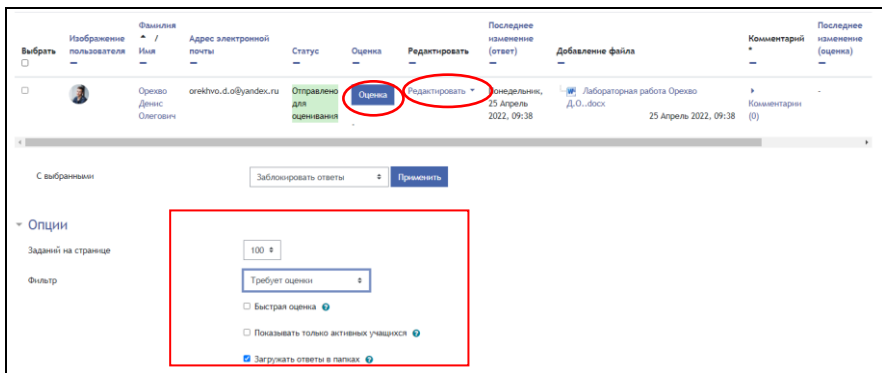 Выбрать
Изображение пользователя
Фамилия / Имя
Адрес электронной почты
Статус
Оценка
Редактировать
Последнее изменение (ответ)
Добавление файла
Комментарий
Последнее изменение (оценка)
Орехво Денис Олегович
orekhvo.d.o@yandex.ru
Отправлено для оценивания
Оценка
Редактировать
Понедельник, 25 Апрель 2022, 09:38
Лабораторная работа Орехво Д.О..docx
25 Апрель 2022, 09:38
Комментарии (0)
-
С выбранными
Заблокировать ответы
Применить
Опции
Заданий на странице
100
Фильтр
Требует оценки
Быстрая оценка
Показывать только активных учащихся
Загружать ответы в папках